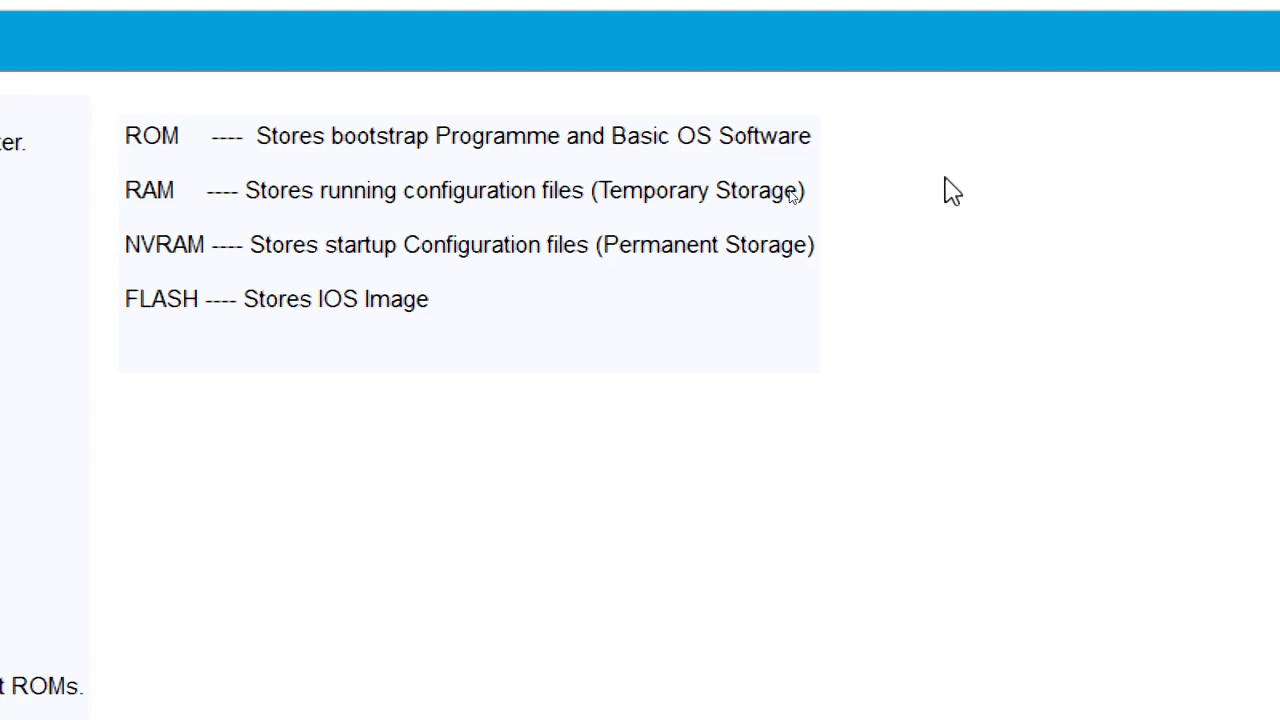 ter.
ROM ---- Stores bootstrap Programme and Basic OS Software
RAM ---- Stores running configuration files (Temporary Storage)
NVRAM ---- Stores startup Configuration files (Permanent Storage)
FLASH ---- Stores IOS Image
t ROMs.